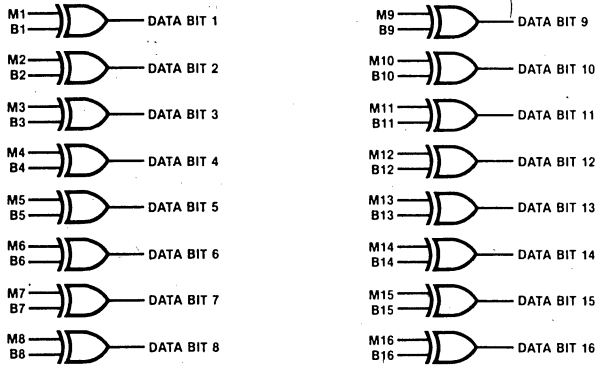 M1
B1
DATA BIT 1
M2
B2
DATA BIT 2
M3
B3
DATA BIT 3
M4
B4
DATA BIT 4
M5
B5
DATA BIT 5
M6
B6
DATA BIT 6
M7
B7
DATA BIT 7
M8
B8
DATA BIT 8
M9
B9
DATA BIT 9
M10
B10
DATA BIT 10
M11
B11
DATA BIT 11
M12
B12
DATA BIT 12
M13
B13
DATA BIT 13
M14
B14
DATA BIT 14
M15
B15
DATA BIT 15
M16
B16
DATA BIT 16